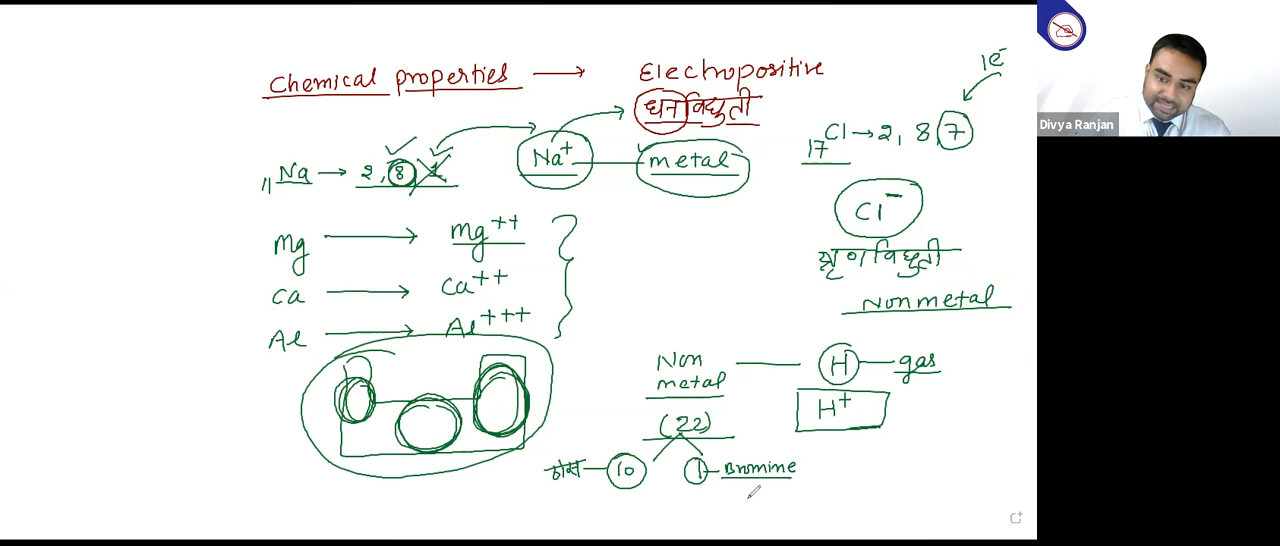 Chemical properties → Electropositive
धनविधुती
11Na → 2, 8, 1
Na+ — metal
Mg → Mg++
Ca → Ca++
Al → Al+++
1e-
17Cl → 2, 8, 7
Cl-
ऋणविधुती
Nonmetal
Non metal — H — gas
H+
(22)
ठोस — 10
1 — Bromine
Divya Ranjan